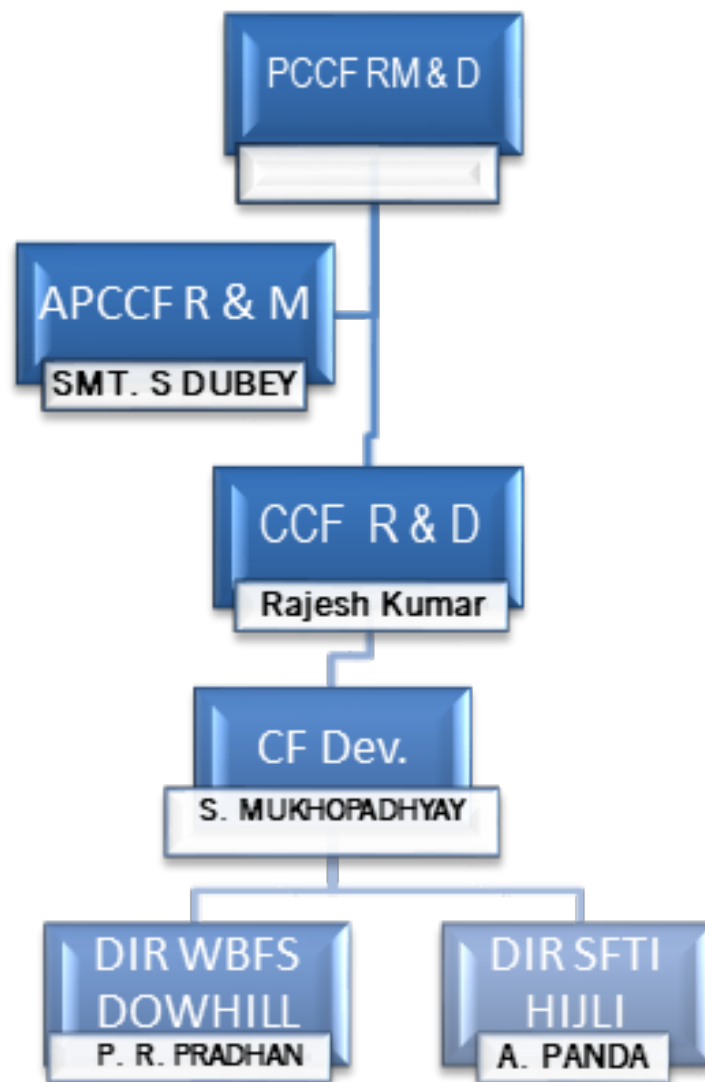 PCCF RM & D
APCCF R & M
SMT. S DUBEY
CCF R & D
Rajesh Kumar
CF Dev.
S. MUKHOPADHYAY
DIR WBFS
DOWHILL
P. R. PRADHAN
DIR SFTI
HIJLI
A. PANDA